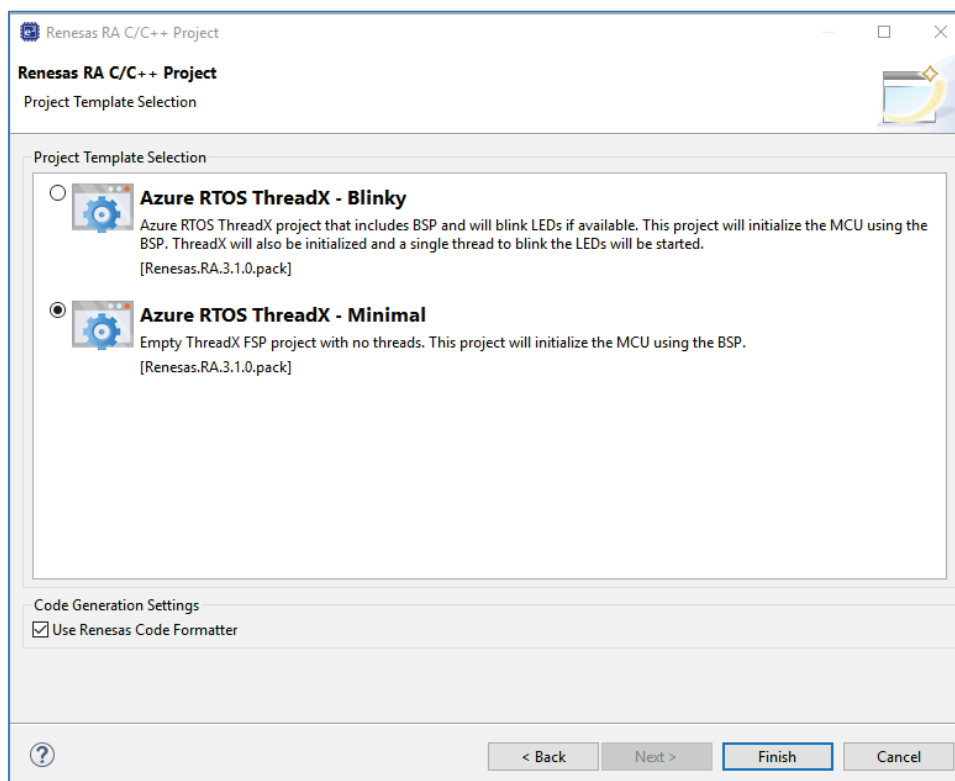 Renesas RA C/C++ Project
Renesas RA C/C++ Project
Project Template Selection
Project Template Selection
Azure RTOS ThreadX - Blinky
Azure RTOS ThreadX project that includes BSP and will blink LEDs if available. This project will initialize the MCU using the
BSP. ThreadX will also be initialized and a single thread to blink the LEDs will be started.
[Renesas.RA.3.1.0.pack]
Azure RTOS ThreadX - Minimal
Empty ThreadX FSP project with no threads. This project will initialize the MCU using the BSP.
[Renesas.RA.3.1.0.pack]
Code Generation Settings
Use Renesas Code Formatter
? < Back Next > Finish Cancel